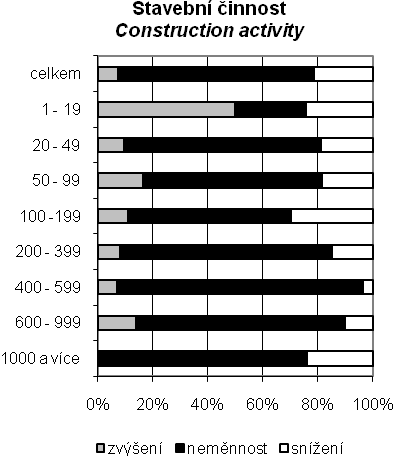 Stavební činnost
Construction activity
celkem
1 - 19
20 - 49
50 - 99
100 -199
200 - 399
400 - 599
600 - 999
1000 a více
0% 20% 40% 60% 80% 100%
zvýšení neměnnost snížení